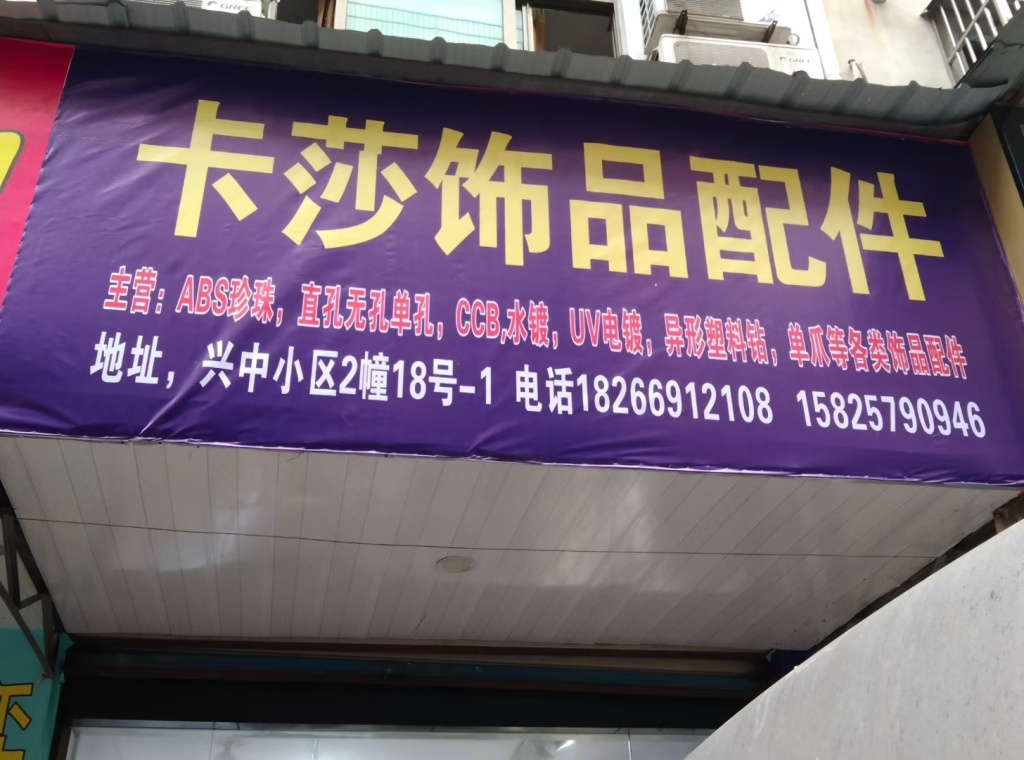 卡莎饰品配件
主营：ABS珍珠，直孔无孔单孔，CCB,水镀，UV电镀，异形塑料钻，单爪等各类饰品配件
地址，兴中小区2幢18号-1 电话18266912108 15825790946
GREE